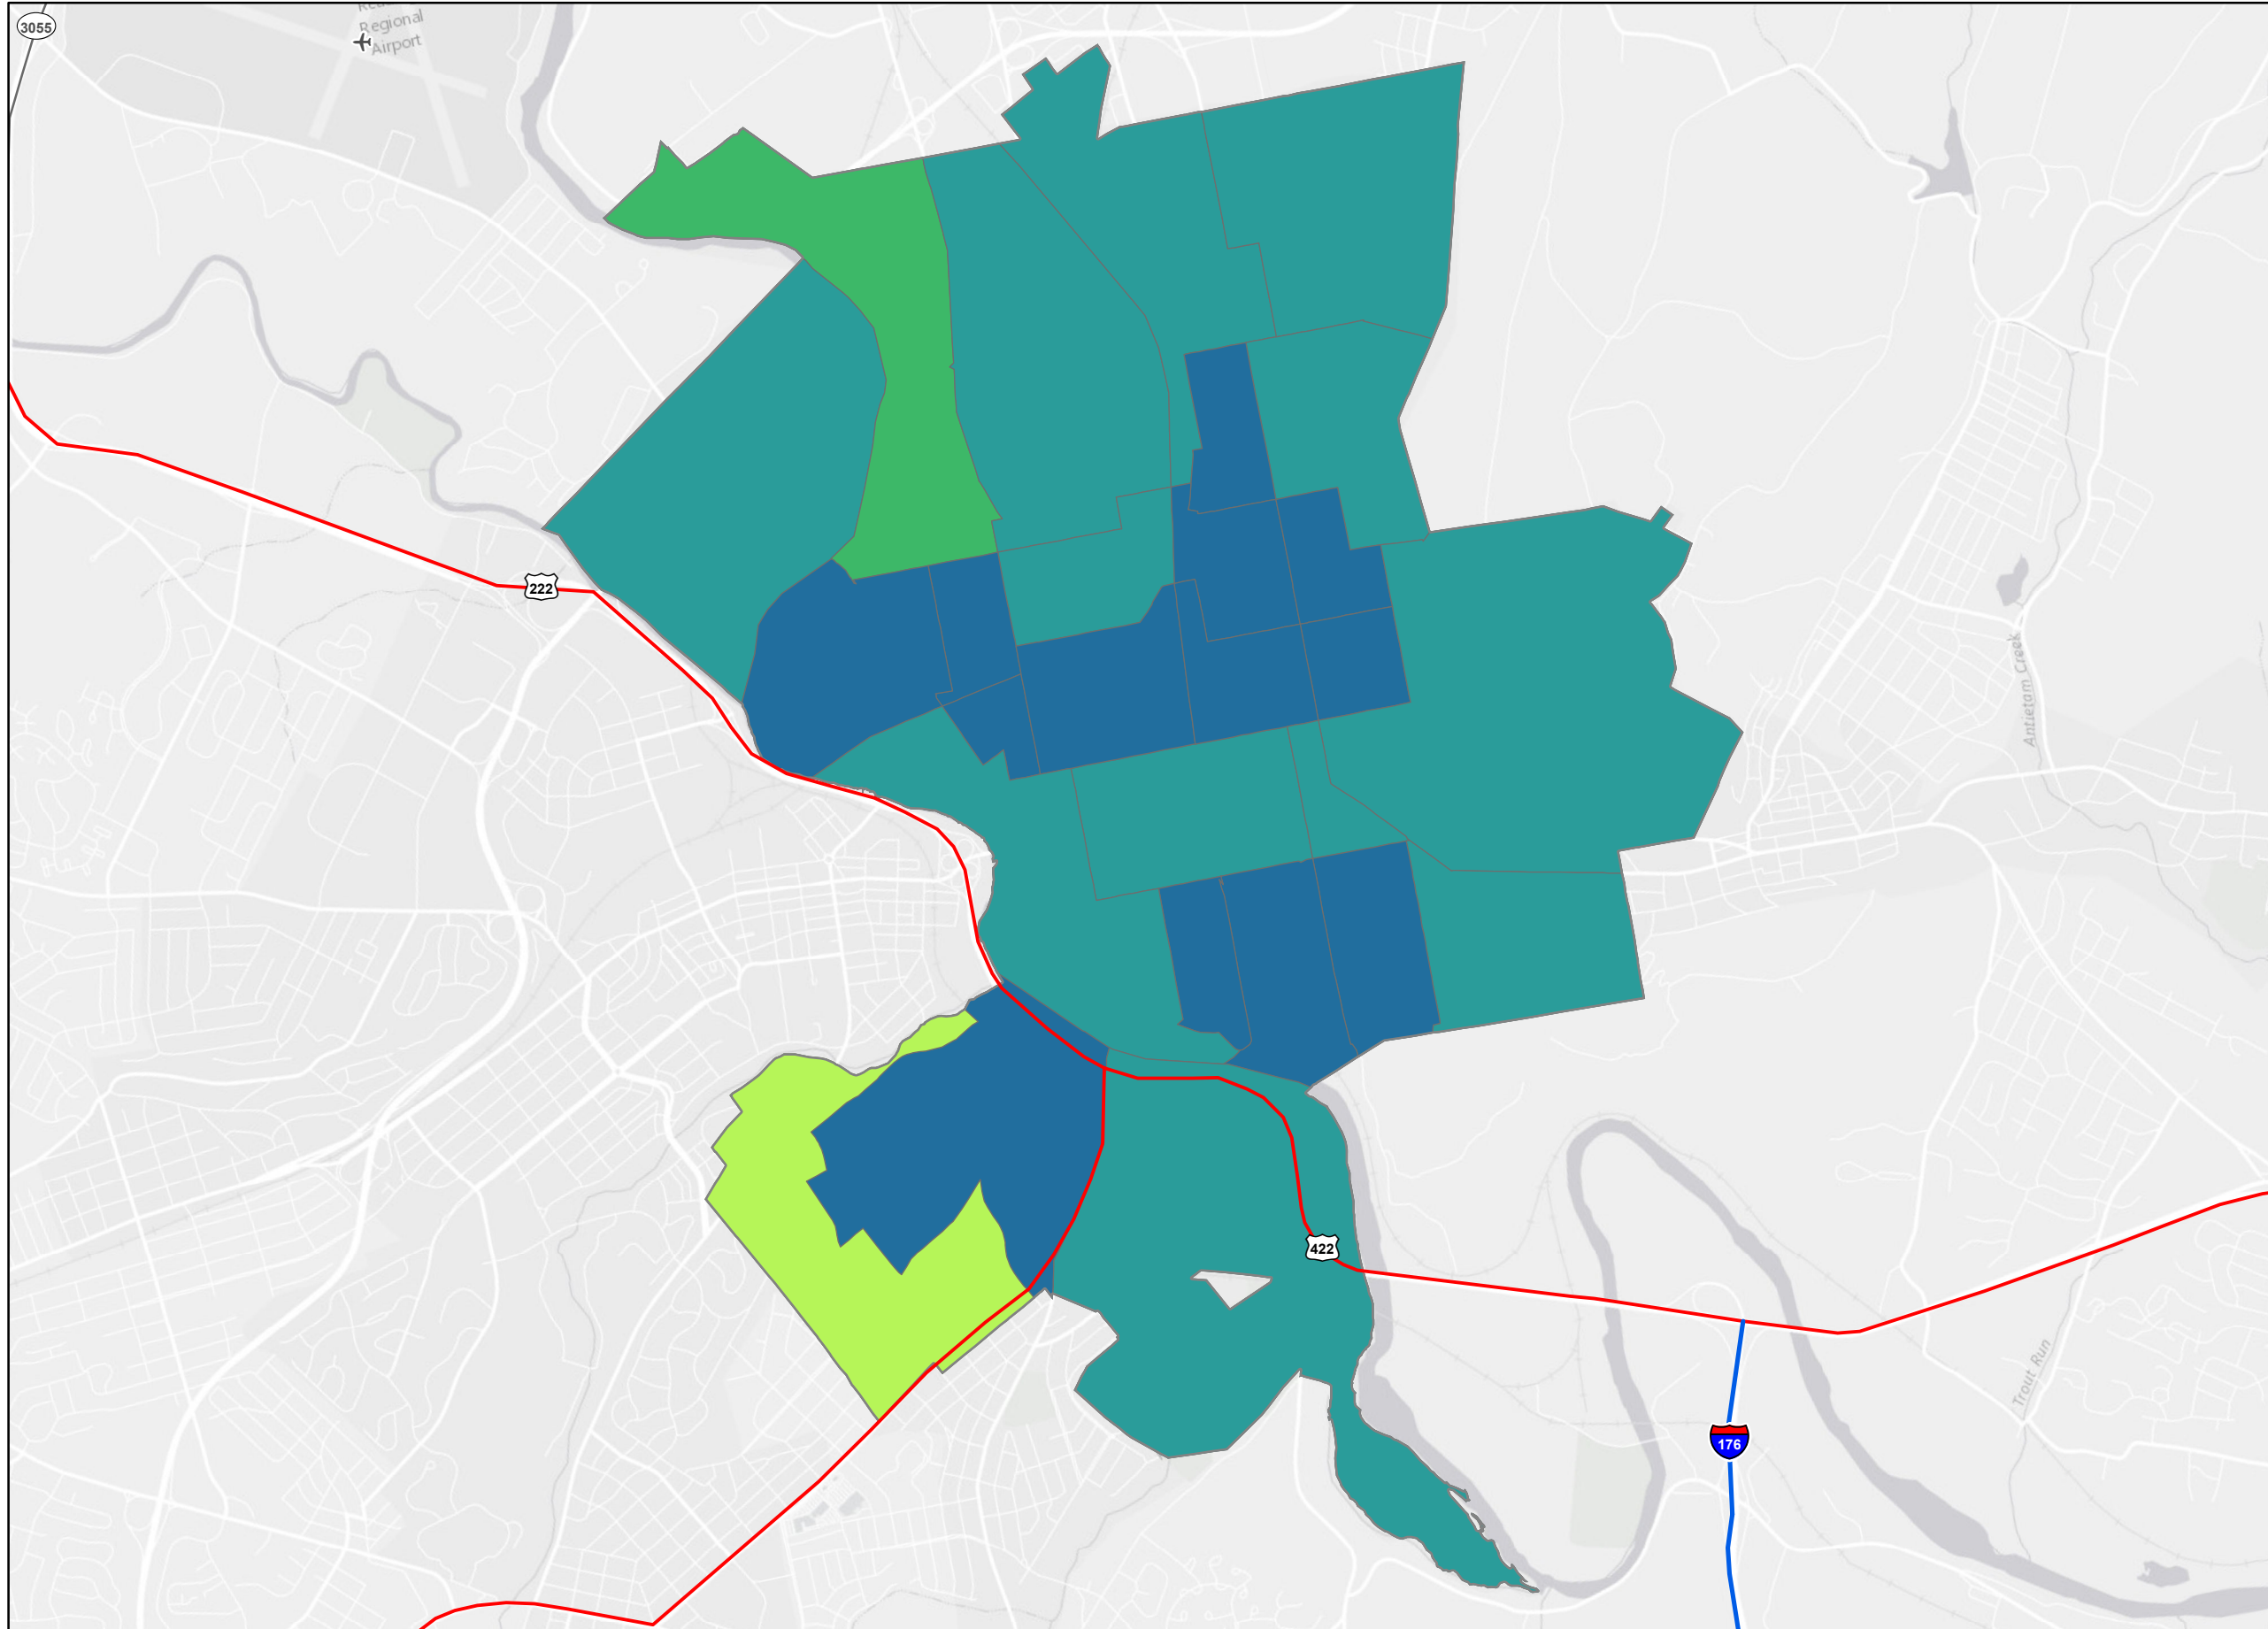 3055
Regional
Airport
222
Antietam Creek
422
Trout Run
176